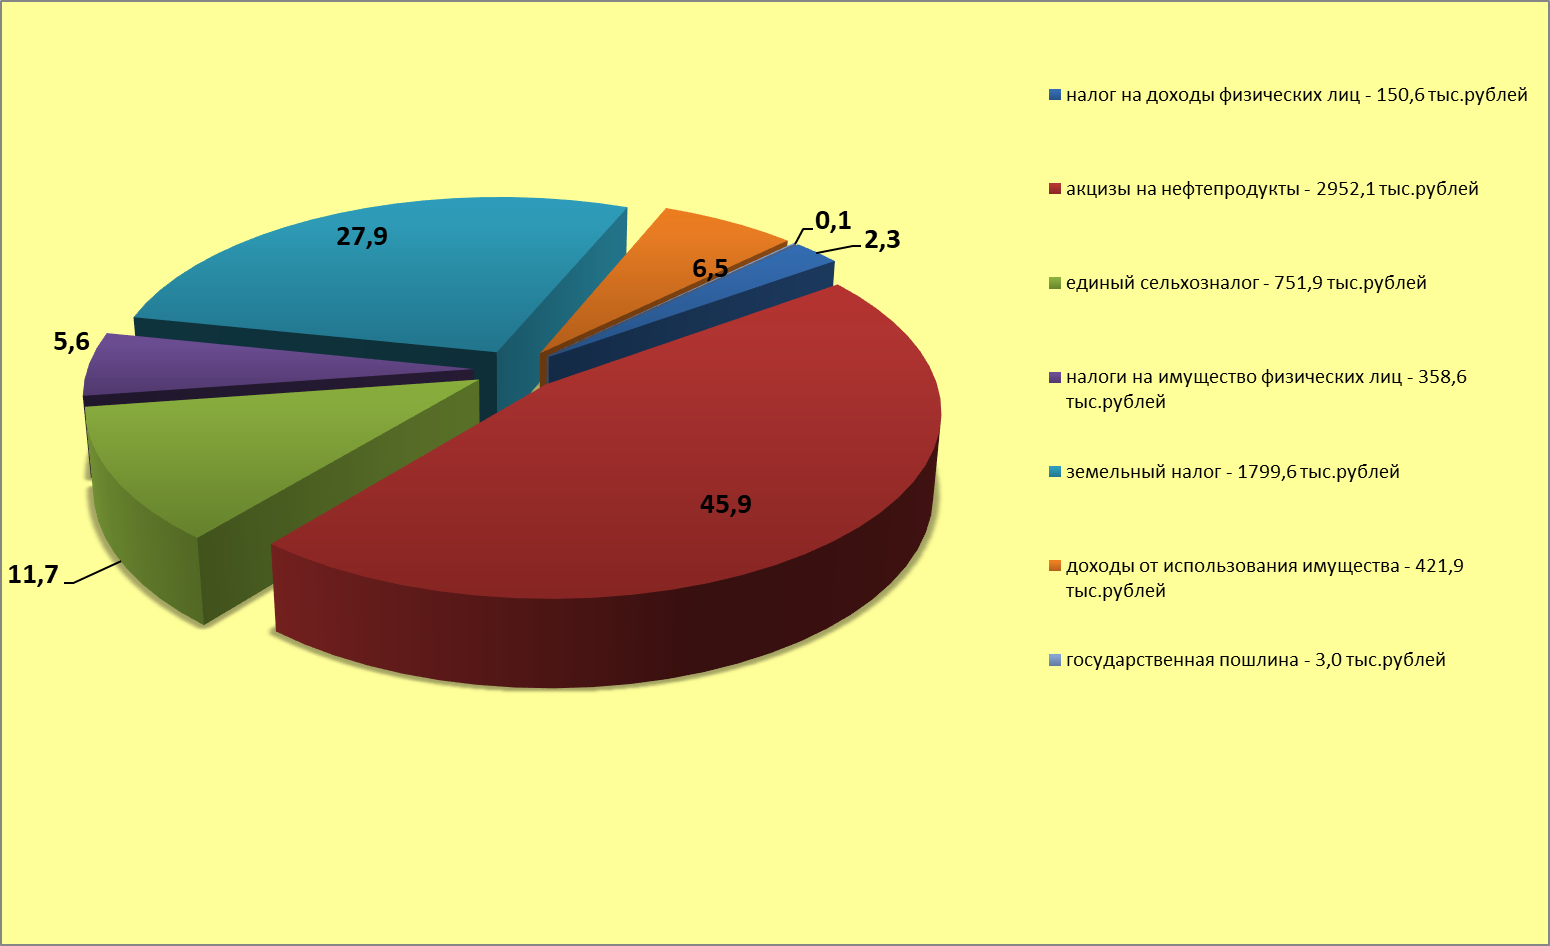 27,9
6,5
0,1
2,3
5,6
45,9
11,7
налог на доходы физических лиц - 150,6 тыс.рублей
акцизы на нефтепродукты - 2952,1 тыс.рублей
единый сельхозналог - 751,9 тыс.рублей
налоги на имущество физических лиц - 358,6
тыс.рублей
земельный налог - 1799,6 тыс.рублей
доходы от использования имущества - 421,9
тыс.рублей
государственная пошлина - 3,0 тыс.рублей